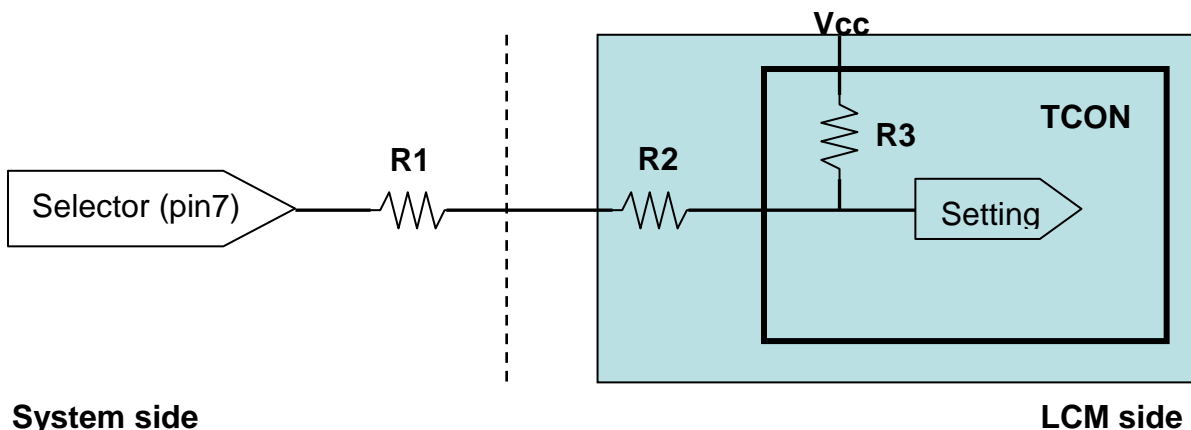 Vcc
TCON
R3
R1
R2
Selector (pin7)
Setting
System side
LCM side